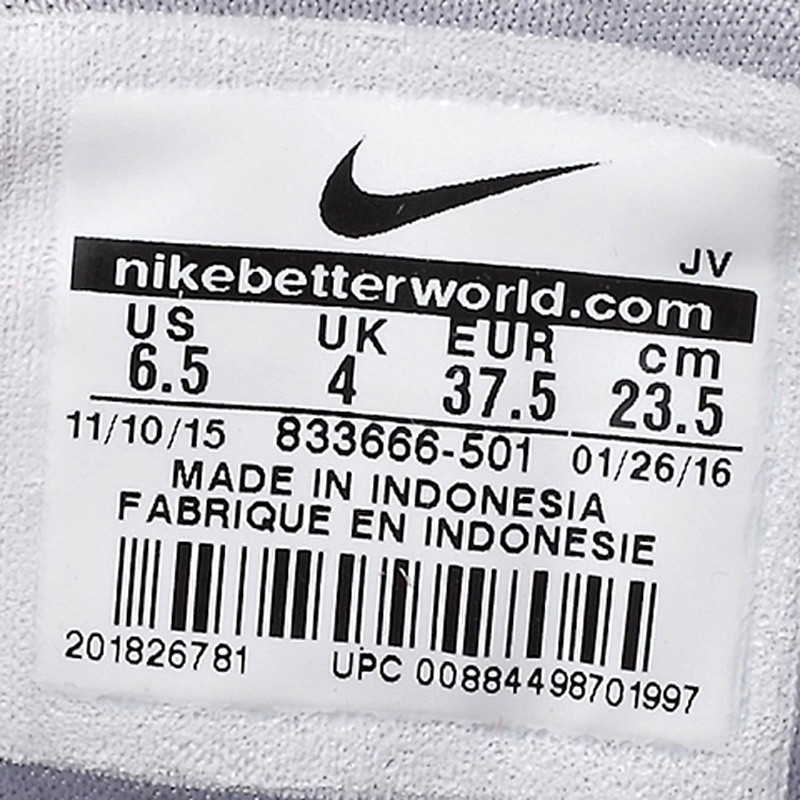 JV
nikebetterworld.com
US UK EUR cm
6.5 4 37.5 23.5
11/10/15 833666-501 01/26/16
MADE IN INDONESIA
FABRIQUE EN INDONESIE
201826781 UPC 00884498701997